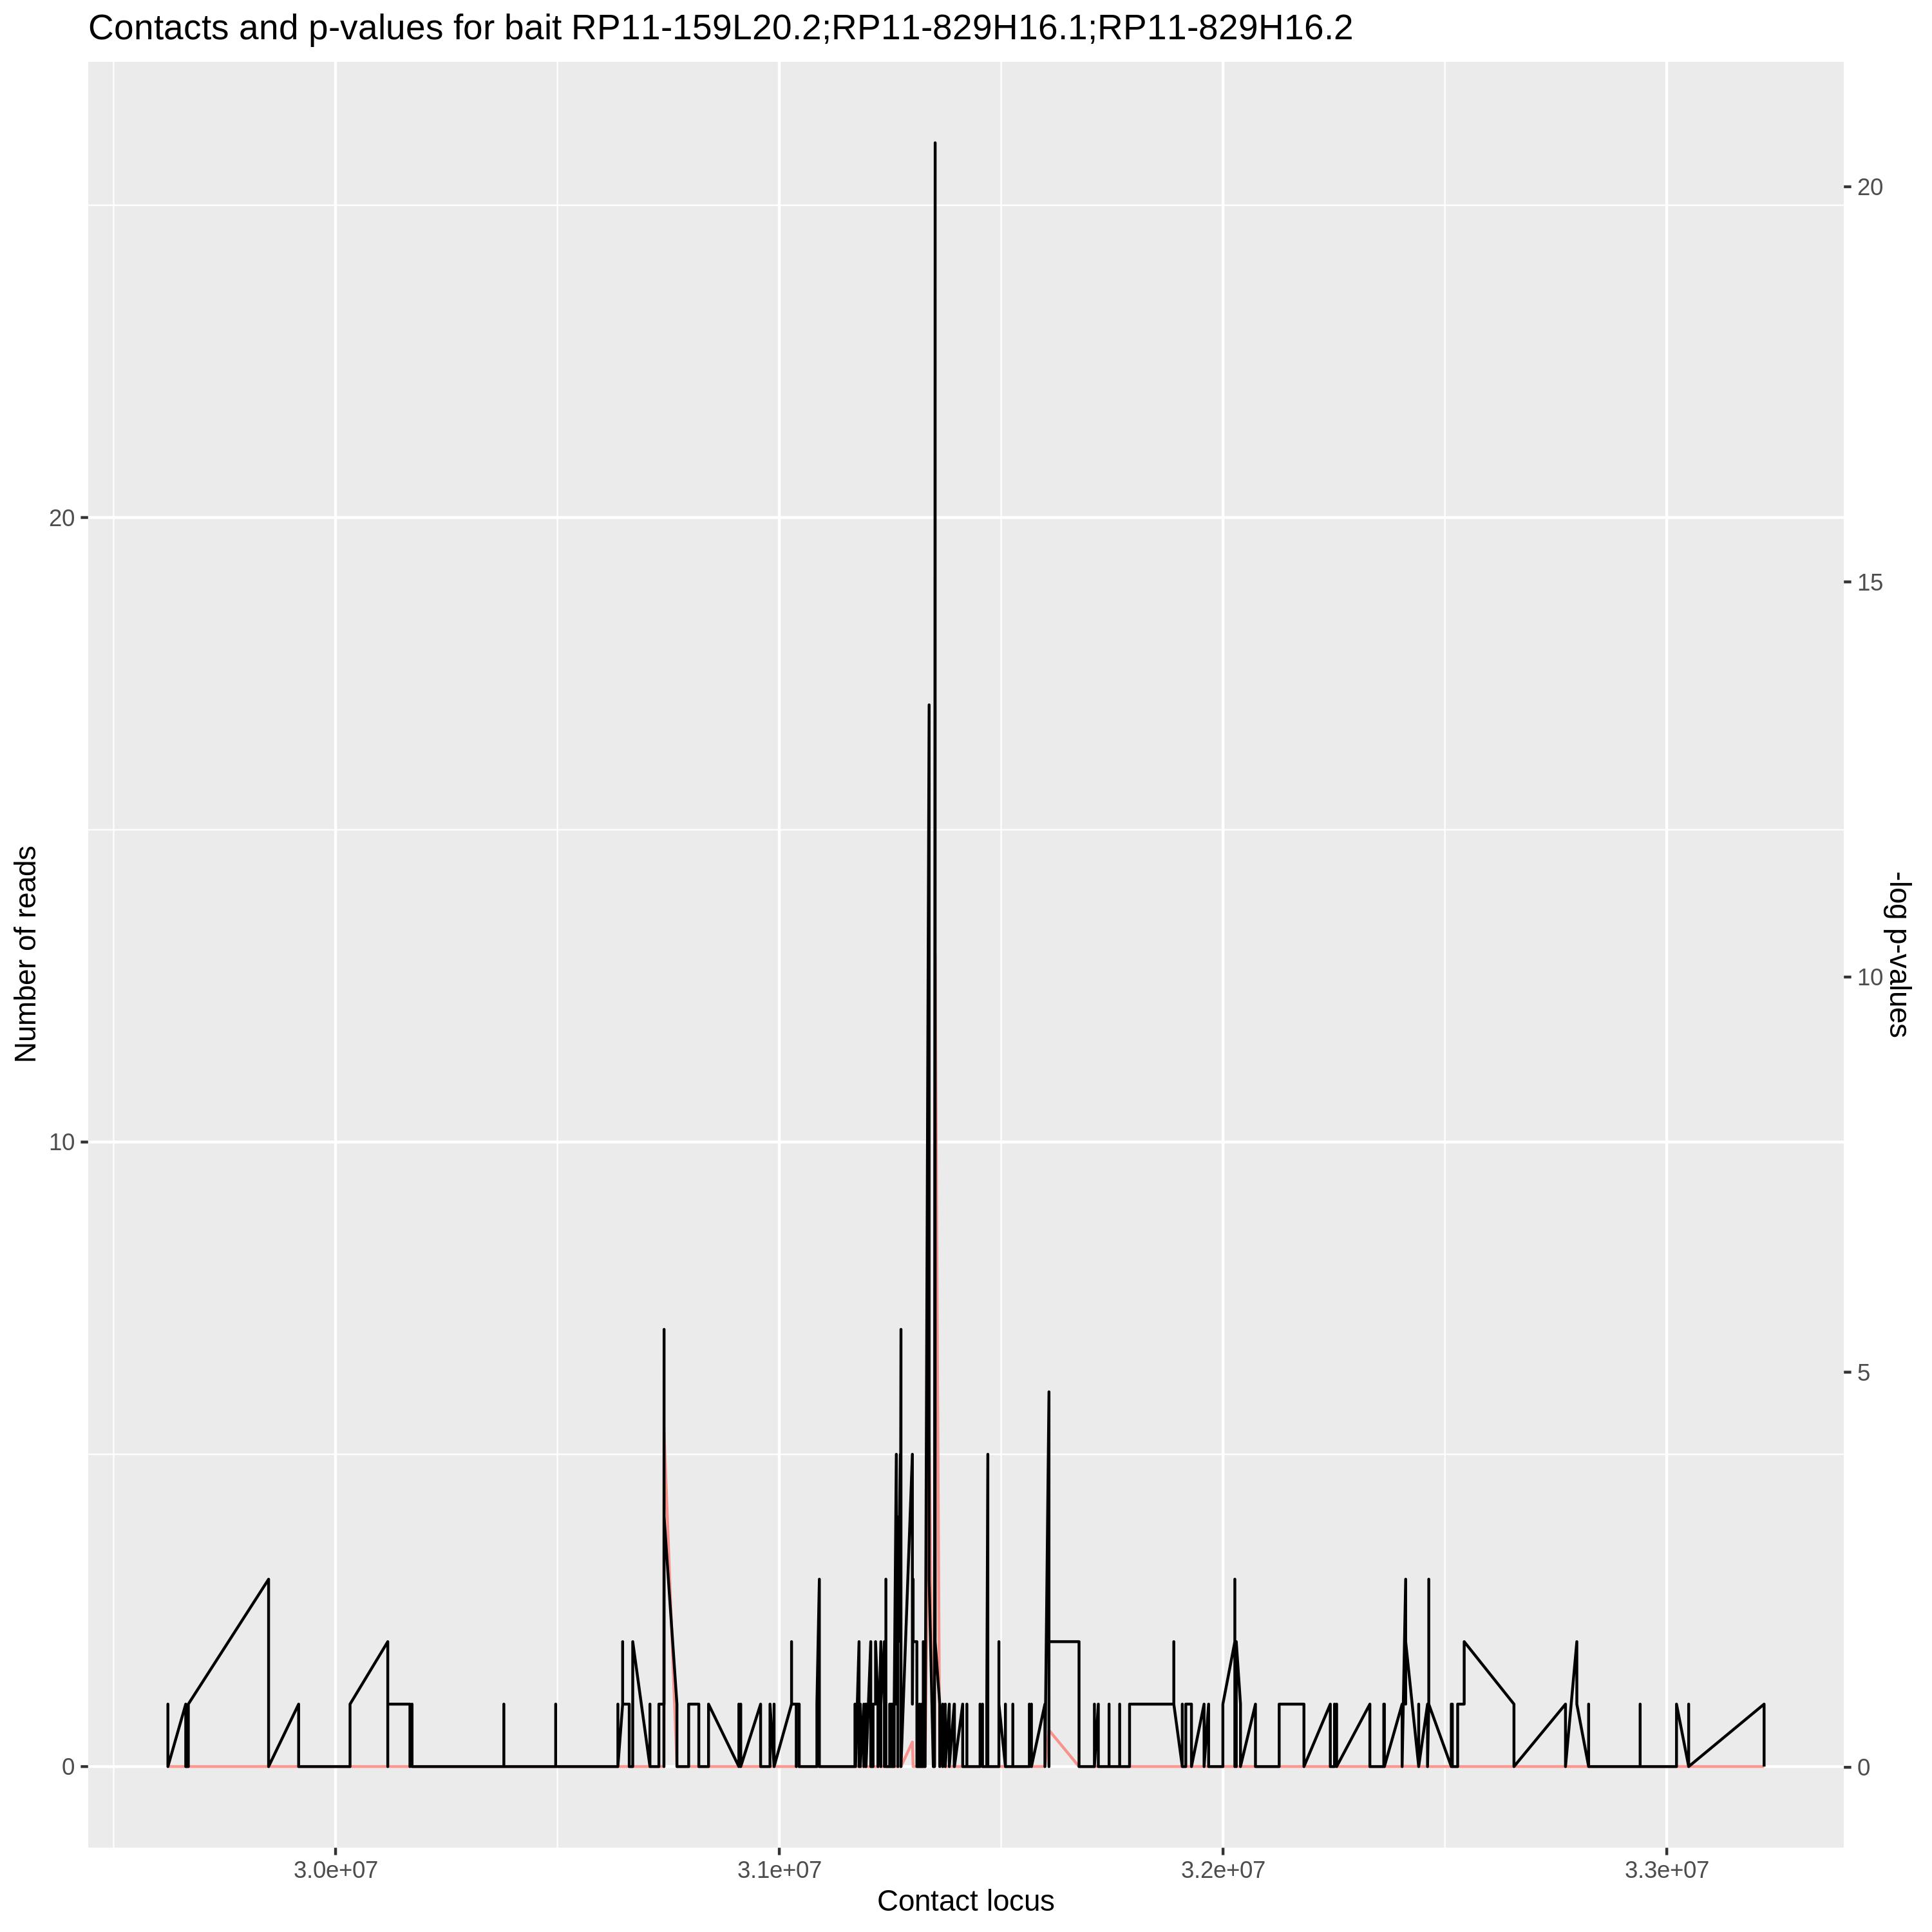 Contacts and p-values for bait RP11-159L20.2;RP11-829H16.1;RP11-829H16.2
Number of reads
20
10
0
20
15
10
5
0
-log p-values
3.0e+07
3.1e+07
3.2e+07
3.3e+07
Contact locus